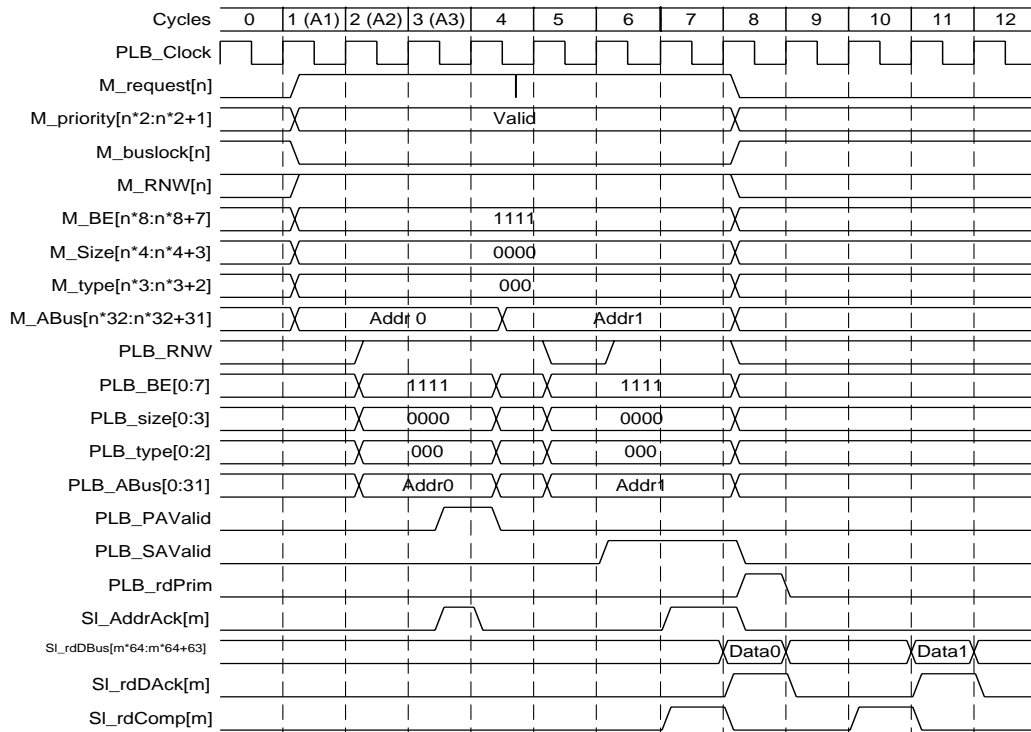 Cycles 0 1 (A1) 2 (A2) 3 (A3) 4 5 6 7 8 9 10 11 12
PLB_Clock
M_request[n]
M_priority[n*2:n*2+1] Valid
M_buslock[n]
M_RNW[n]
M_BE[n*8:n*8+7] 1111
M_Size[n*4:n*4+3] 0000
M_type[n*3:n*3+2] 000
M_ABus[n*32:n*32+31] Addr 0 Addr1
PLB_RNW
PLB_BE[0:7] 1111 1111
PLB_size[0:3] 0000 0000
PLB_type[0:2] 000 000
PLB_ABus[0:31] Addr0 Addr1
PLB_PAValid
PLB_SAValid
PLB_rdPrim
Sl_AddrAck[m]
Sl_rdDBus[m*64:m*64+63] Data0 Data1
Sl_rdDAck[m]
Sl_rdComp[m]